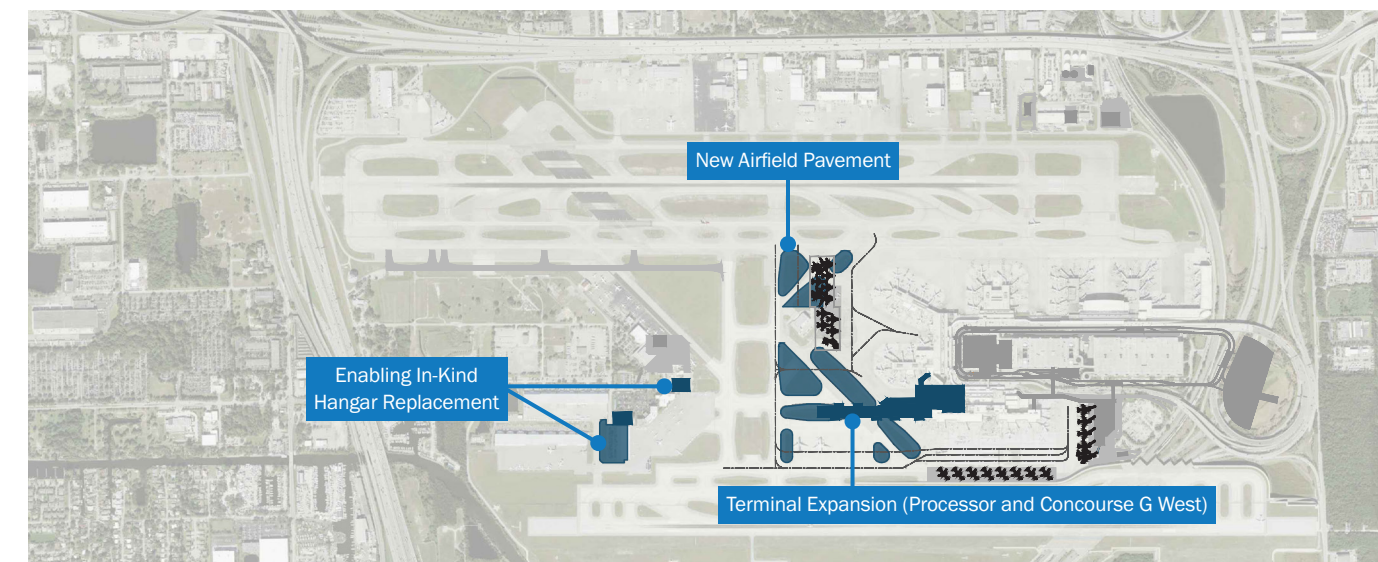 New Airfield Pavement
Enabling In-Kind
Hangar Replacement
Terminal Expansion (Processor and Concourse G West)